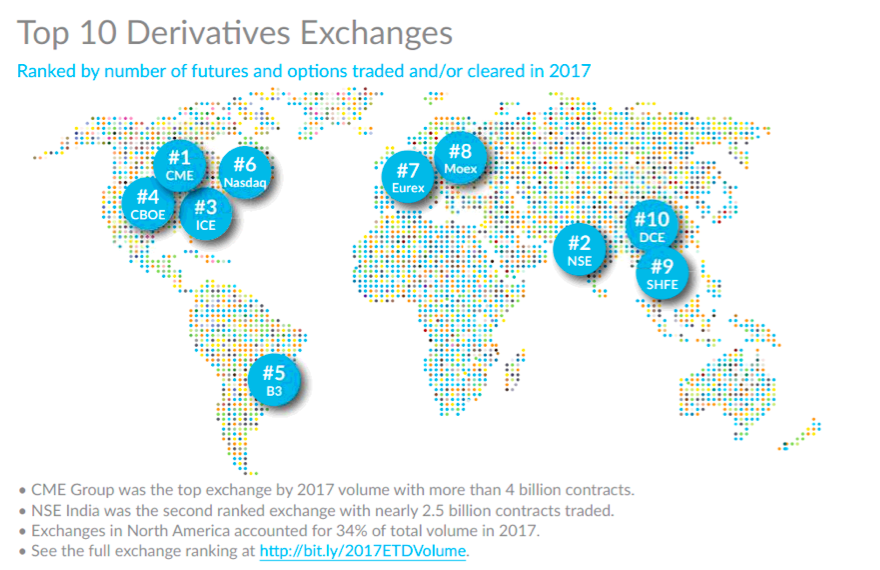 Top 10 Derivatives Exchanges
Ranked by number of futures and options traded and/or cleared in 2017
#1
CME
#6
Nasdaq
#4
CBOE
#3
ICE
#7
Eurex
#8
Moex
#2
NSE
#10
DCE
#9
SHFE
#5
B3
• CME Group was the top exchange by 2017 volume with more than 4 billion contracts.
• NSE India was the second ranked exchange with nearly 2.5 billion contracts traded.
• Exchanges in North America accounted for 34% of total volume in 2017.
• See the full exchange ranking at http://bit.ly/2017ETDVolume.